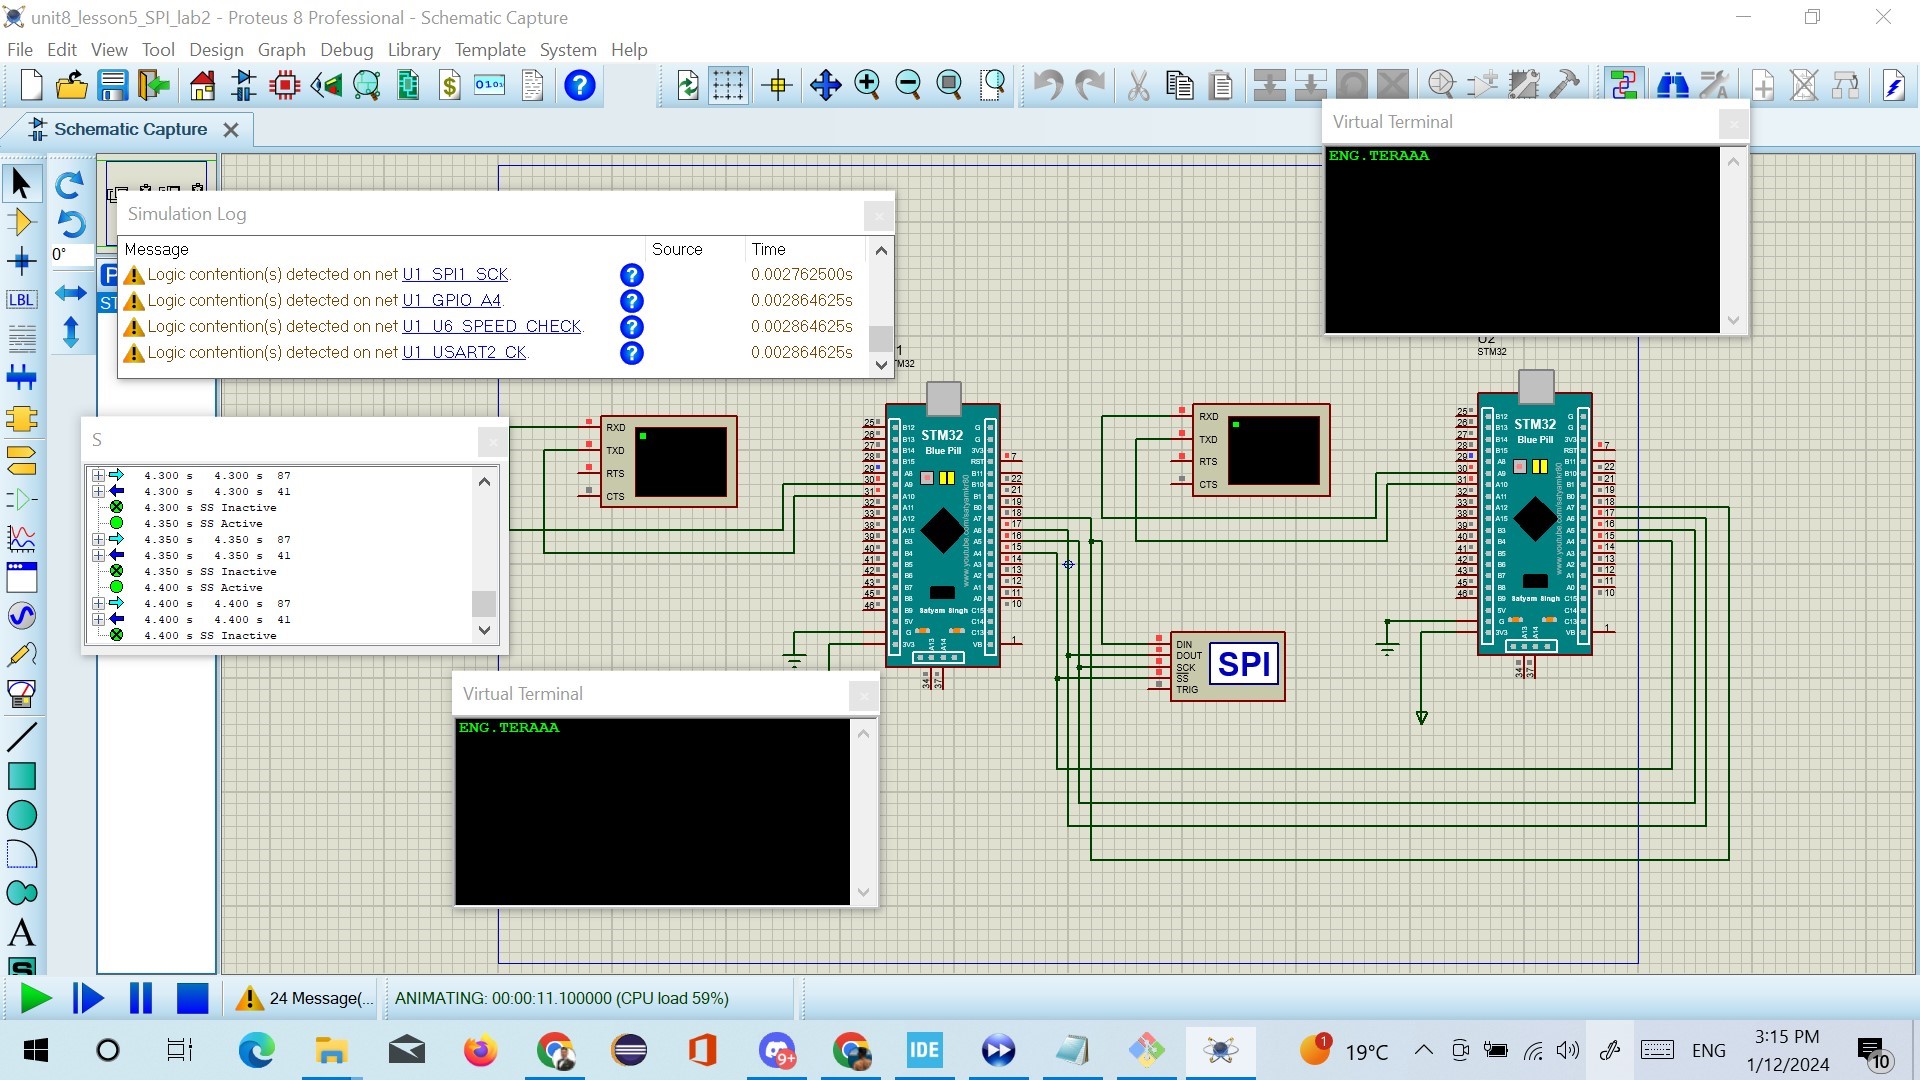 unit8_lesson5_SPI_lab2 - Proteus 8 Professional - Schematic Capture
File Edit View Tool Design Graph Debug Library Template System Help
Schematic Capture
Virtual Terminal
ENG.TERAAA
Simulation Log
Message Source Time
Logic contention(s) detected on net U1_SPI1_SCK. 0.002762500s
Logic contention(s) detected on net U1_GPIO_A4. 0.002864625s
Logic contention(s) detected on net U1_U6_SPEED_CHECK. 0.002864625s
Logic contention(s) detected on net U1_USART2_CK. 0.002864625s
0°
LBL
S
4.300 s 4.300 s 87
4.300 s 4.300 s 41
4.300 s SS Inactive
4.350 s SS Active
4.350 s 4.350 s 87
4.350 s 4.350 s 41
4.350 s SS Inactive
4.400 s SS Active
4.400 s 4.400 s 87
4.400 s 4.400 s 41
4.400 s SS Inactive
RXD
TXD
RTS
CTS
STM32
Blue Pill
Satyam Singh
RXD
TXD
RTS
CTS
U2
STM32
STM32
Blue Pill
Satyam Singh
DIN
DOUT
SCK
SS
TRIG
SPI
Virtual Terminal
ENG.TERAAA
24 Message(...
ANIMATING: 00:00:11.100000 (CPU load 59%)
IDE
9+
1
19°C
ENG
3:15 PM
1/12/2024
10